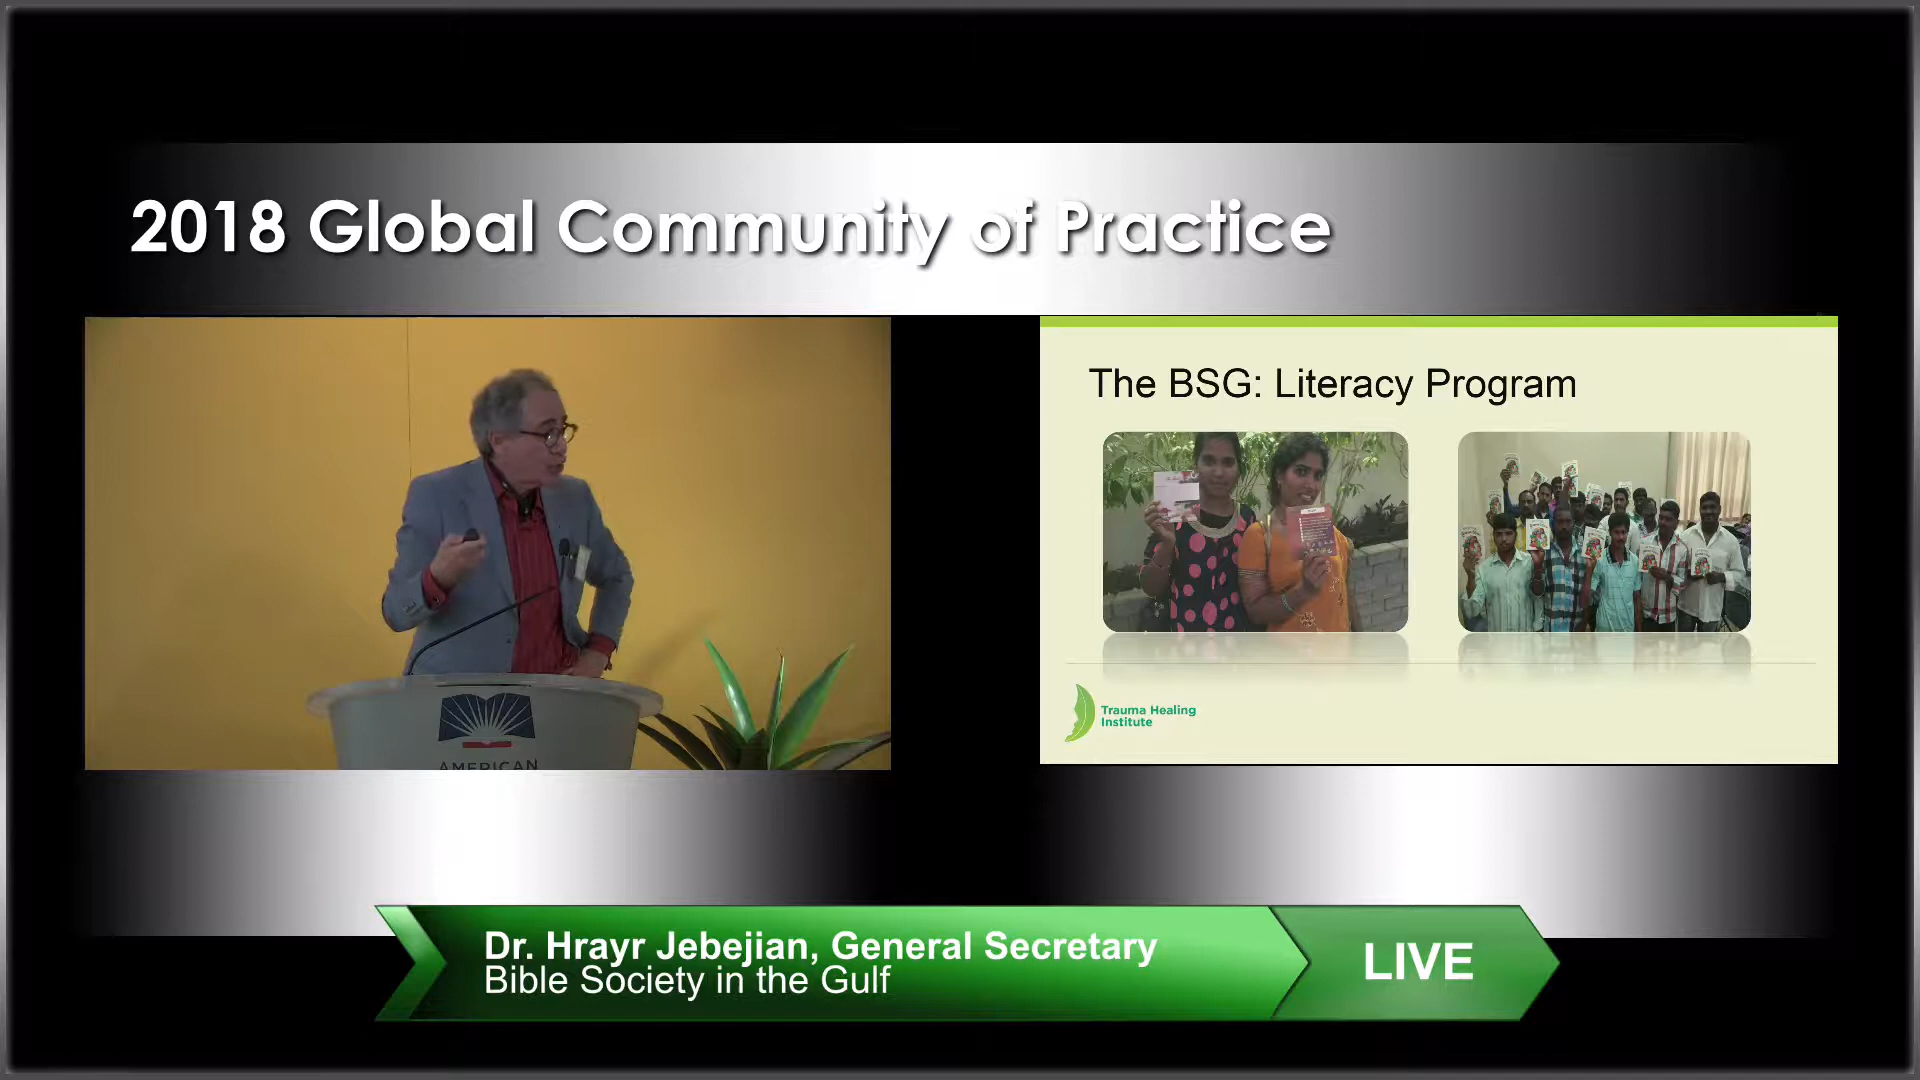 2018 Global Community of Practice
The BSG: Literacy Program
Trauma Healing
Institute
AMERICAN
Dr. Hrayr Jebejian, General Secretary
Bible Society in the Gulf
LIVE